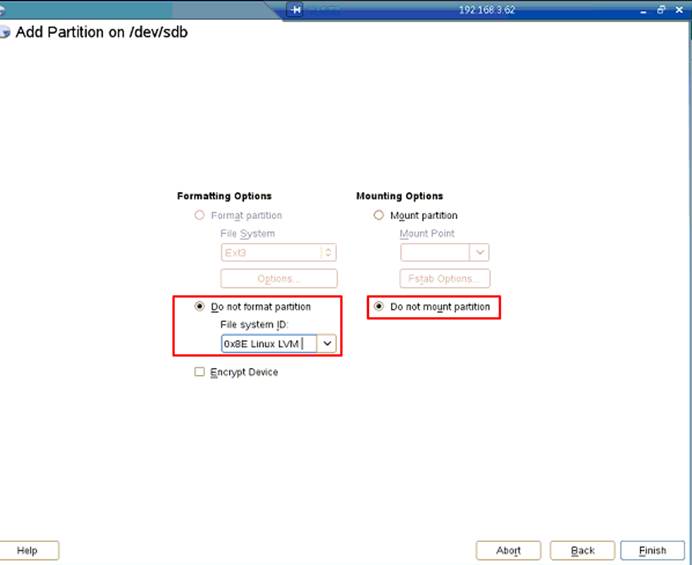 192.168.3.62
Add Partition on /dev/sdb
Formatting Options
Format partition
File System
Ext3
Options...
Do not format partition
File system ID:
0x8E Linux LVM
Encrypt Device
Mounting Options
Mount partition
Mount Point
Fstab Options...
Do not mount partition
Help
Abort
Back
Finish